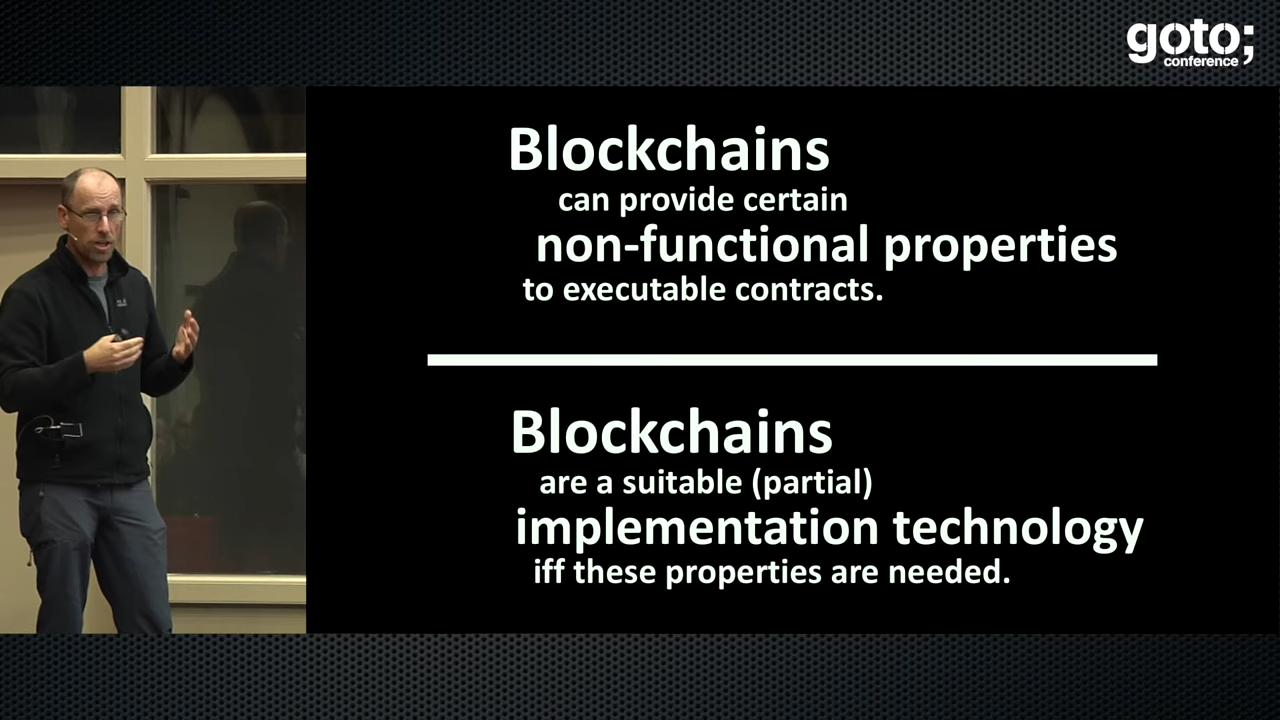 goto;
conference
Blockchains
can provide certain
non-functional properties
to executable contracts.
Blockchains
are a suitable (partial)
implementation technology
iff these properties are needed.